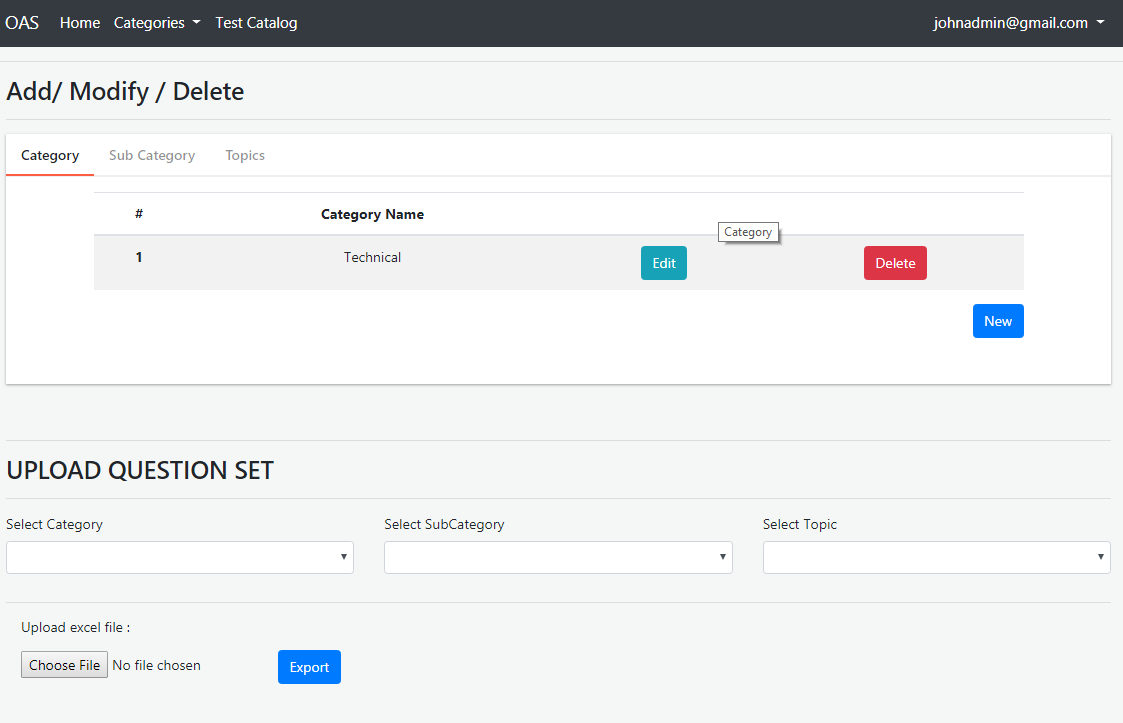 OAS Home Categories Test Catalog johnadmin@gmail.com
Add/ Modify / Delete
Category Sub Category Topics
# Category Name
Category
1 Technical Edit Delete
New
UPLOAD QUESTION SET
Select Category Select SubCategory Select Topic
Upload excel file :
Choose File No file chosen Export